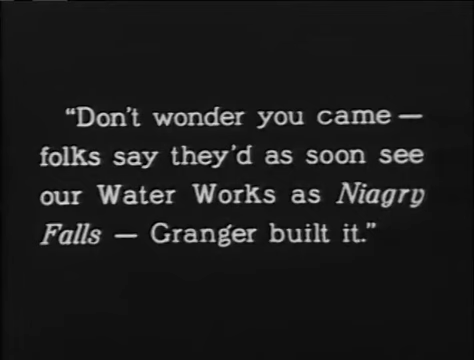 “Don't wonder you came —
folks say they'd as soon see
our Water Works as Niagry
Falls — Granger built it.”